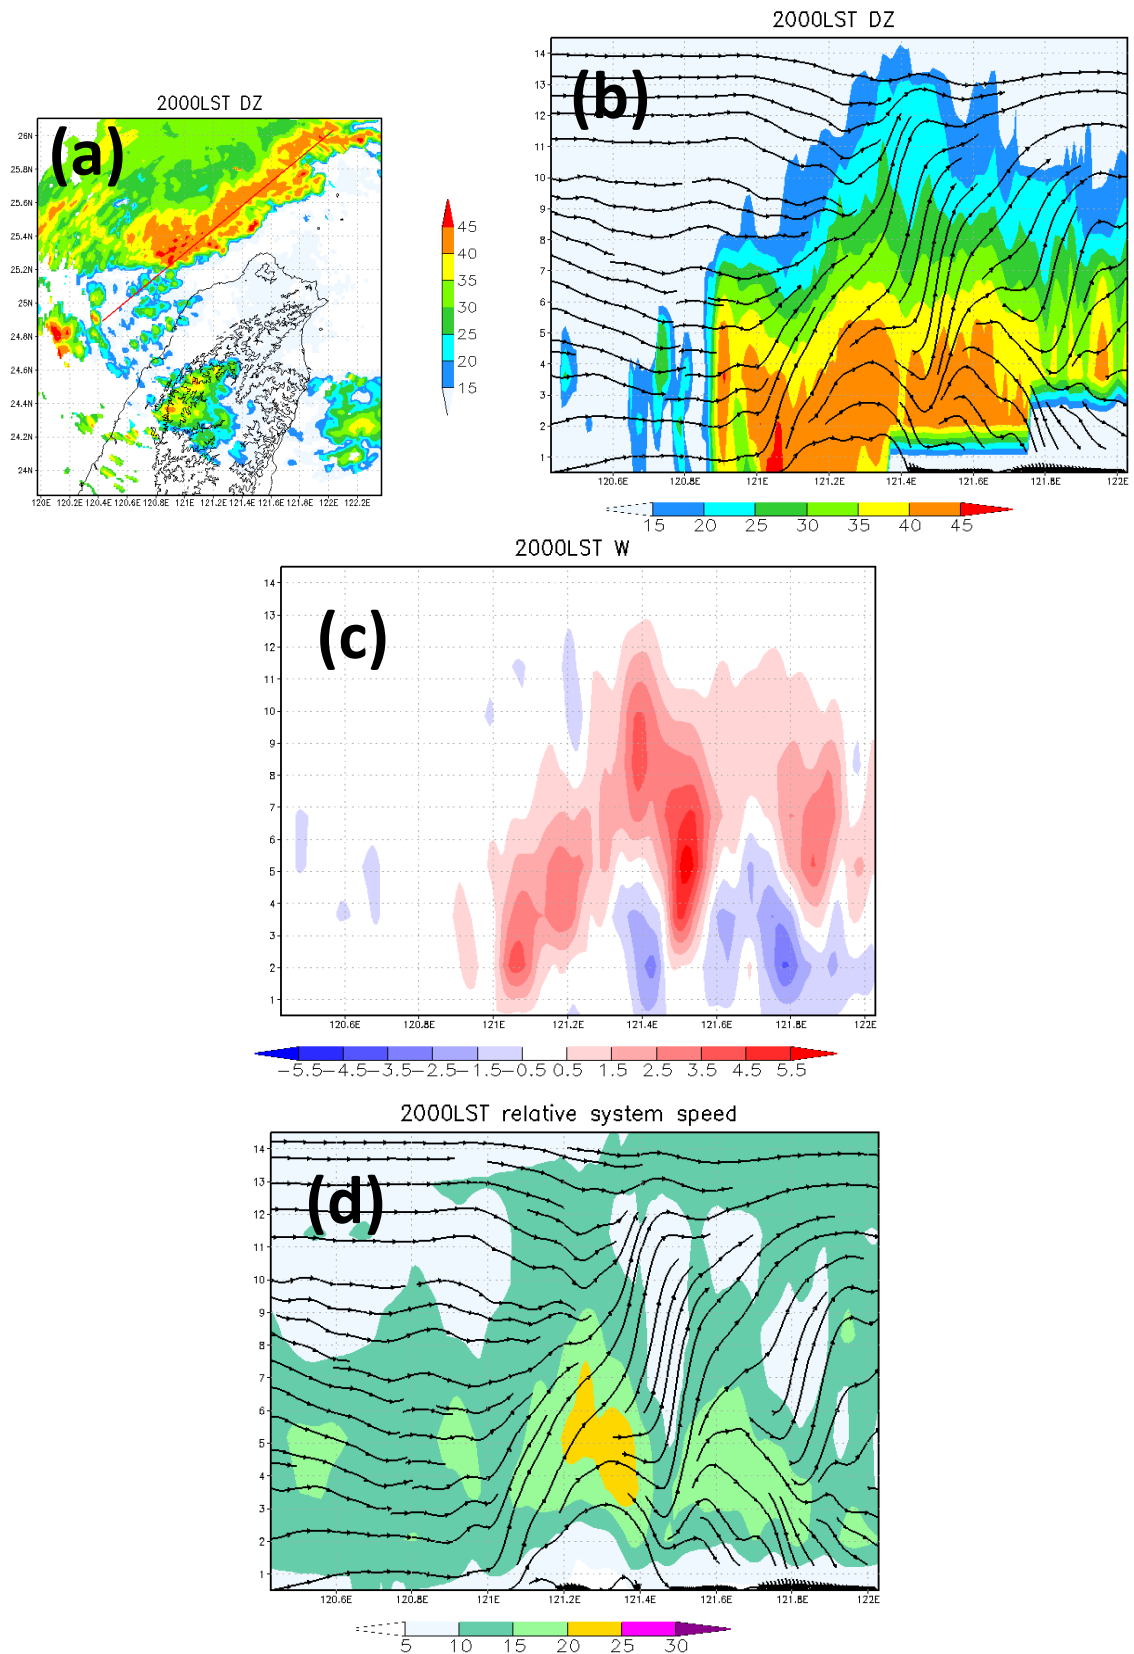 2000LST DZ
(a)
26N
25.8N
25.6N
25.4N
25.2N
25N
24.8N
24.6N
24.4N
24.2N
24N
120E 120.2E 120.4E 120.6E 120.8E 121E 121.2E 121.4E 121.6E 121.8E 122E 122.2E
45
40
35
30
25
20
15
2000LST DZ
(b)
14
13
12
11
10
9
8
7
6
5
4
3
2
1
120.6E 120.8E 121E 121.2E 121.4E 121.6E 121.8E 122E
15 20 25 30 35 40 45
2000LST W
(c)
14
13
12
11
10
9
8
7
6
5
4
3
2
1
120.6E 120.8E 121E 121.2E 121.4E 121.6E 121.8E 122E
-5.5 -4.5 -3.5 -2.5 -1.5 -0.5 0.5 1.5 2.5 3.5 4.5 5.5
2000LST relative system speed
(d)
14
13
12
11
10
9
8
7
6
5
4
3
2
1
120.6E 120.8E 121E 121.2E 121.4E 121.6E 121.8E 122E
5 10 15 20 25 30